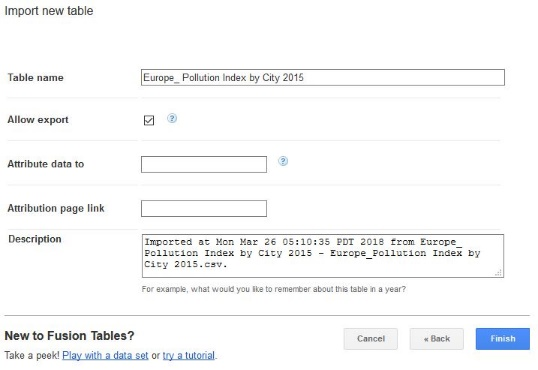 Import new table
Table name
Europe_ Pollution Index by City 2015
Allow export
?
Attribute data to
?
Attribution page link
Description
Imported at Mon Mar 26 05:10:35 PDT 2018 from Europe_
Pollution Index by City 2015 - Europe_Pollution Index by
City 2015.csv.
For example, what would you like to remember about this table in a year?
New to Fusion Tables?
Take a peek! Play with a data set or try a tutorial.
Cancel
« Back
Finish